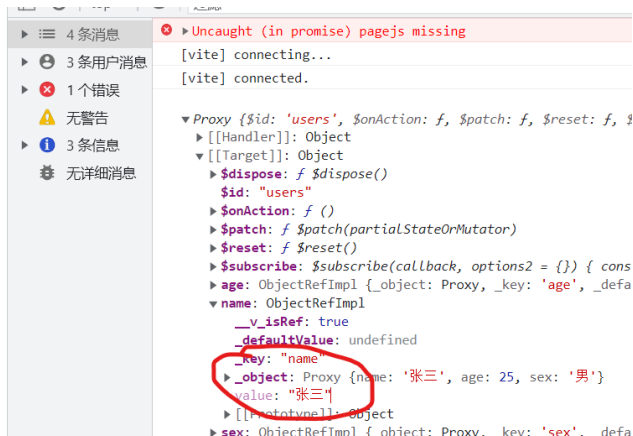 4 条消息
3 条用户消息
1 个错误
无警告
3 条信息
无详细消息
Uncaught (in promise) pagejs missing
[vite] connecting...
[vite] connected.
Proxy {$id: 'users', $onAction: ƒ, $patch: ƒ, $reset: ƒ,
[[Handler]]: Object
[[Target]]: Object
$dispose: ƒ $dispose()
$id: "users"
$onAction: ƒ ()
$patch: ƒ $patch(partialStateOrMutator)
$reset: ƒ $reset()
$subscribe: $subscribe(callback, options2 = {}) { cons
age: ObjectRefImpl {_object: Proxy, _key: 'age', _defa
name: ObjectRefImpl
__v_isRef: true
_defaultValue: undefined
_key: "name"
_object: Proxy {name: '张三', age: 25, sex: '男'}
value: "张三"
[[Prototype]]: Object
sex: ObjectRefImpl {_object: Proxy, _key: 'sex', _defa